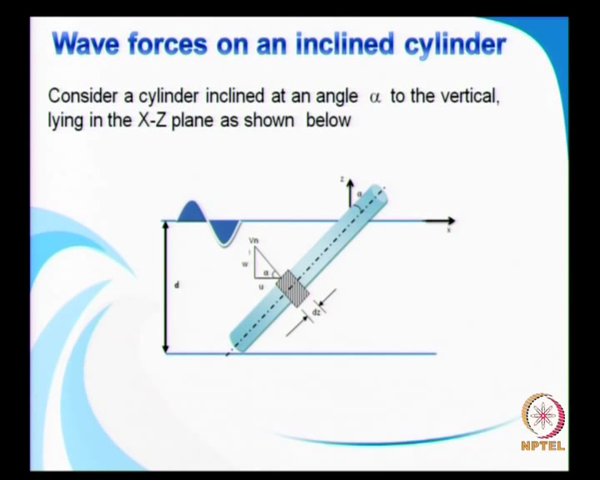 Wave forces on an inclined cylinder
Consider a cylinder inclined at an angle α to the vertical,
lying in the X-Z plane as shown below
z
α
x
Vn
w
α
u
d
dz
NPTEL